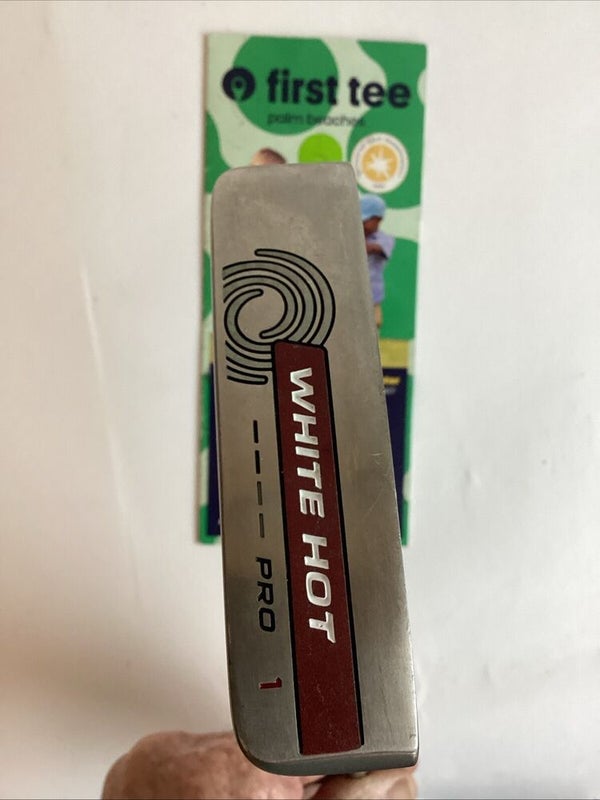 first tee
palm beaches
WHITE HOT
PRO 1